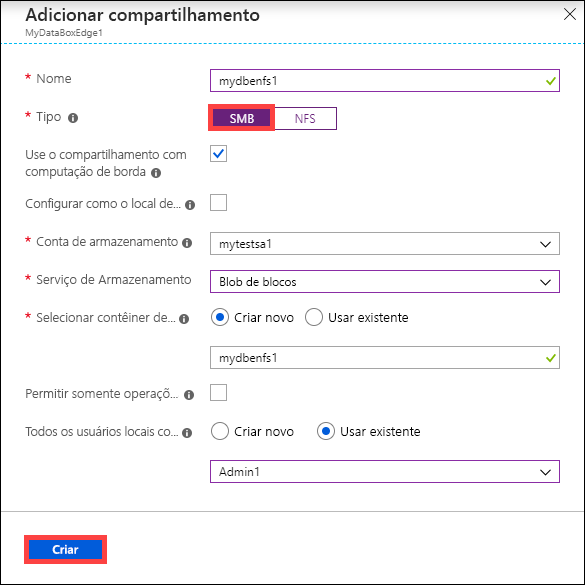 Adicionar compartilhamento
MyDataBoxEdge1
* Nome
mydbenfs1
* Tipo
SMB
NFS
Use o compartilhamento com
computação de borda
Configurar como o local de...
* Conta de armazenamento
mytestsa1
* Serviço de Armazenamento
Blob de blocos
* Selecionar contêiner de...
Criar novo
Usar existente
mydbenfs1
Permitir somente operaçõ...
Todos os usuários locais co...
Criar novo
Usar existente
Admin1
Criar